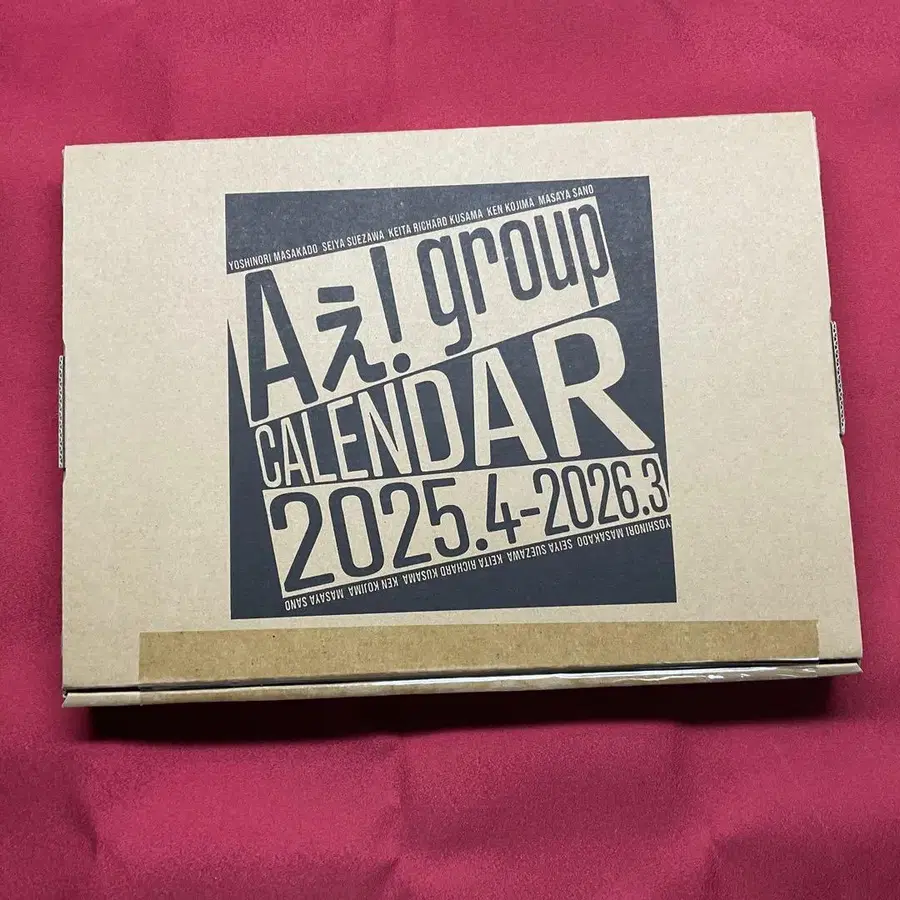 YOSHINORI MASAKADO SEIYA SUEZAWA KEITA RICHARD KUSAMA KEN KOJIMA MASAYA SANO
Aぇ! group
CALENDAR
2025.4-2026.3
YOSHINORI MASAKADO SEIYA SUEZAWA KEITA RICHARD KUSAMA KEN KOJIMA MASAYA SANO